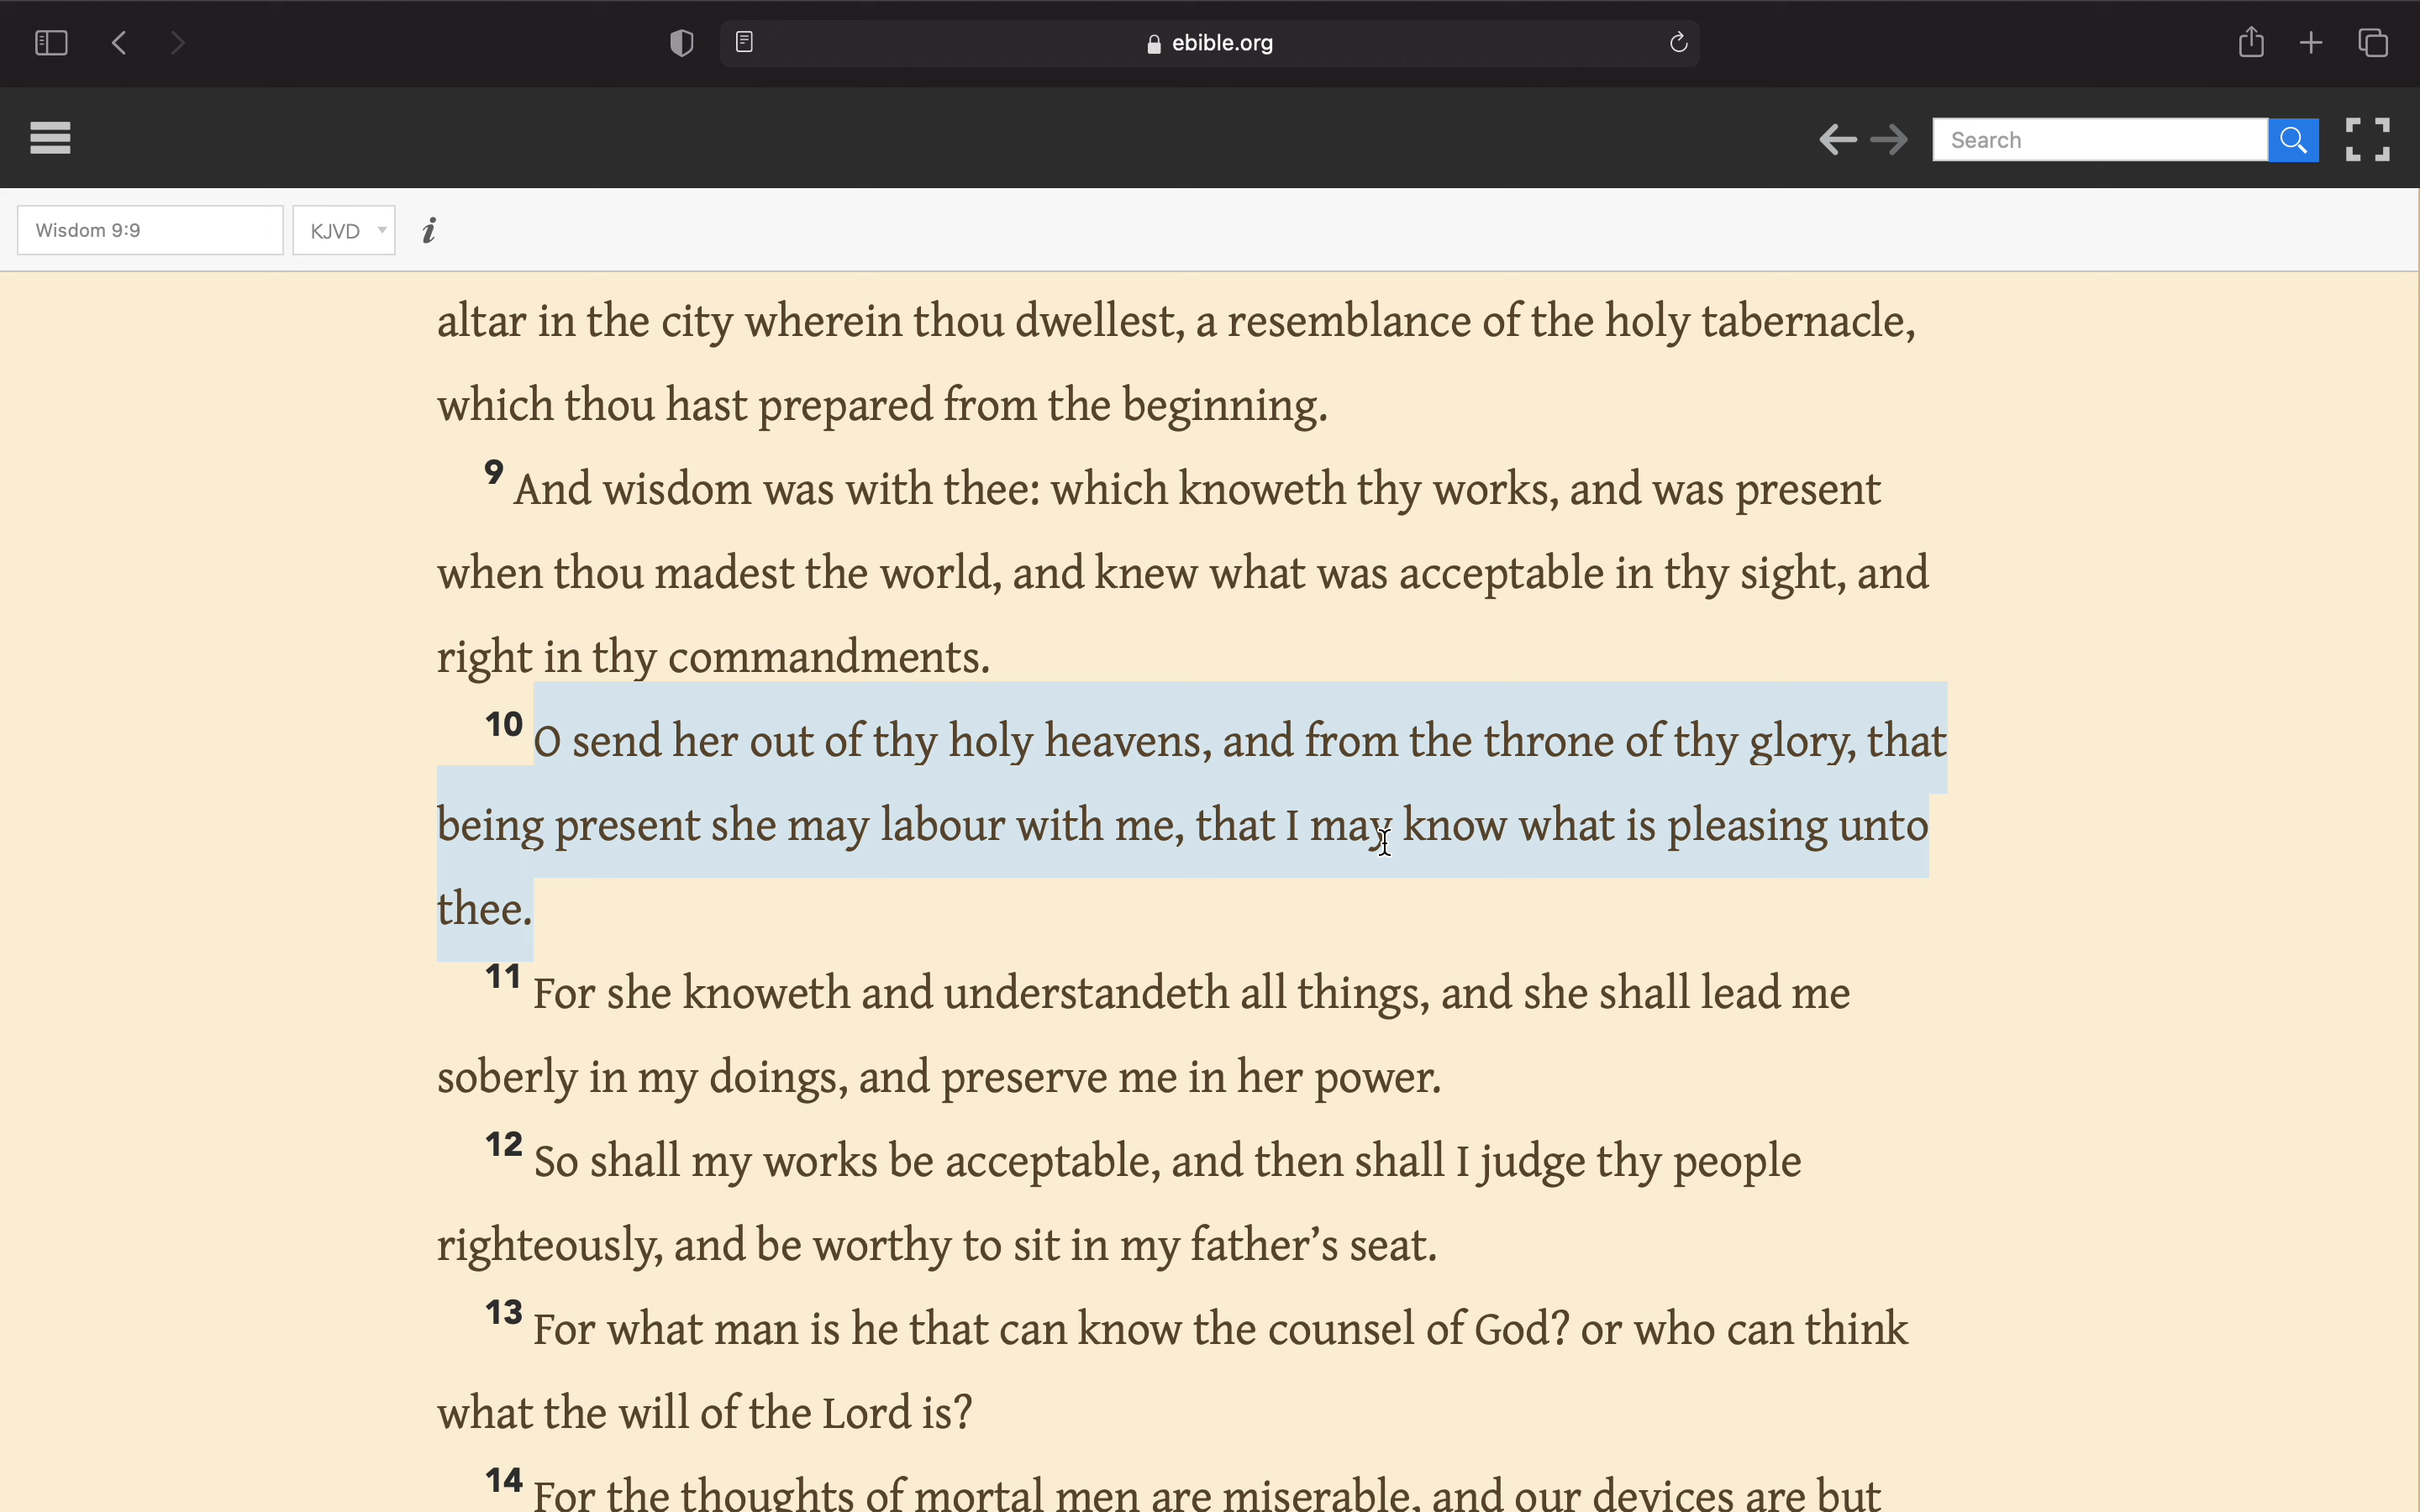 ebible.org
Search
Wisdom 9:9 KJVD i
altar in the city wherein thou dwellest, a resemblance of the holy tabernacle,
which thou hast prepared from the beginning.
9 And wisdom was with thee: which knoweth thy works, and was present
when thou madest the world, and knew what was acceptable in thy sight, and
right in thy commandments.
10 O send her out of thy holy heavens, and from the throne of thy glory, that
being present she may labour with me, that I may know what is pleasing unto
thee.
11 For she knoweth and understandeth all things, and she shall lead me
soberly in my doings, and preserve me in her power.
12 So shall my works be acceptable, and then shall I judge thy people
righteously, and be worthy to sit in my father’s seat.
13 For what man is he that can know the counsel of God? or who can think
what the will of the Lord is?
14 For the thoughts of mortal men are miserable, and our devices are but